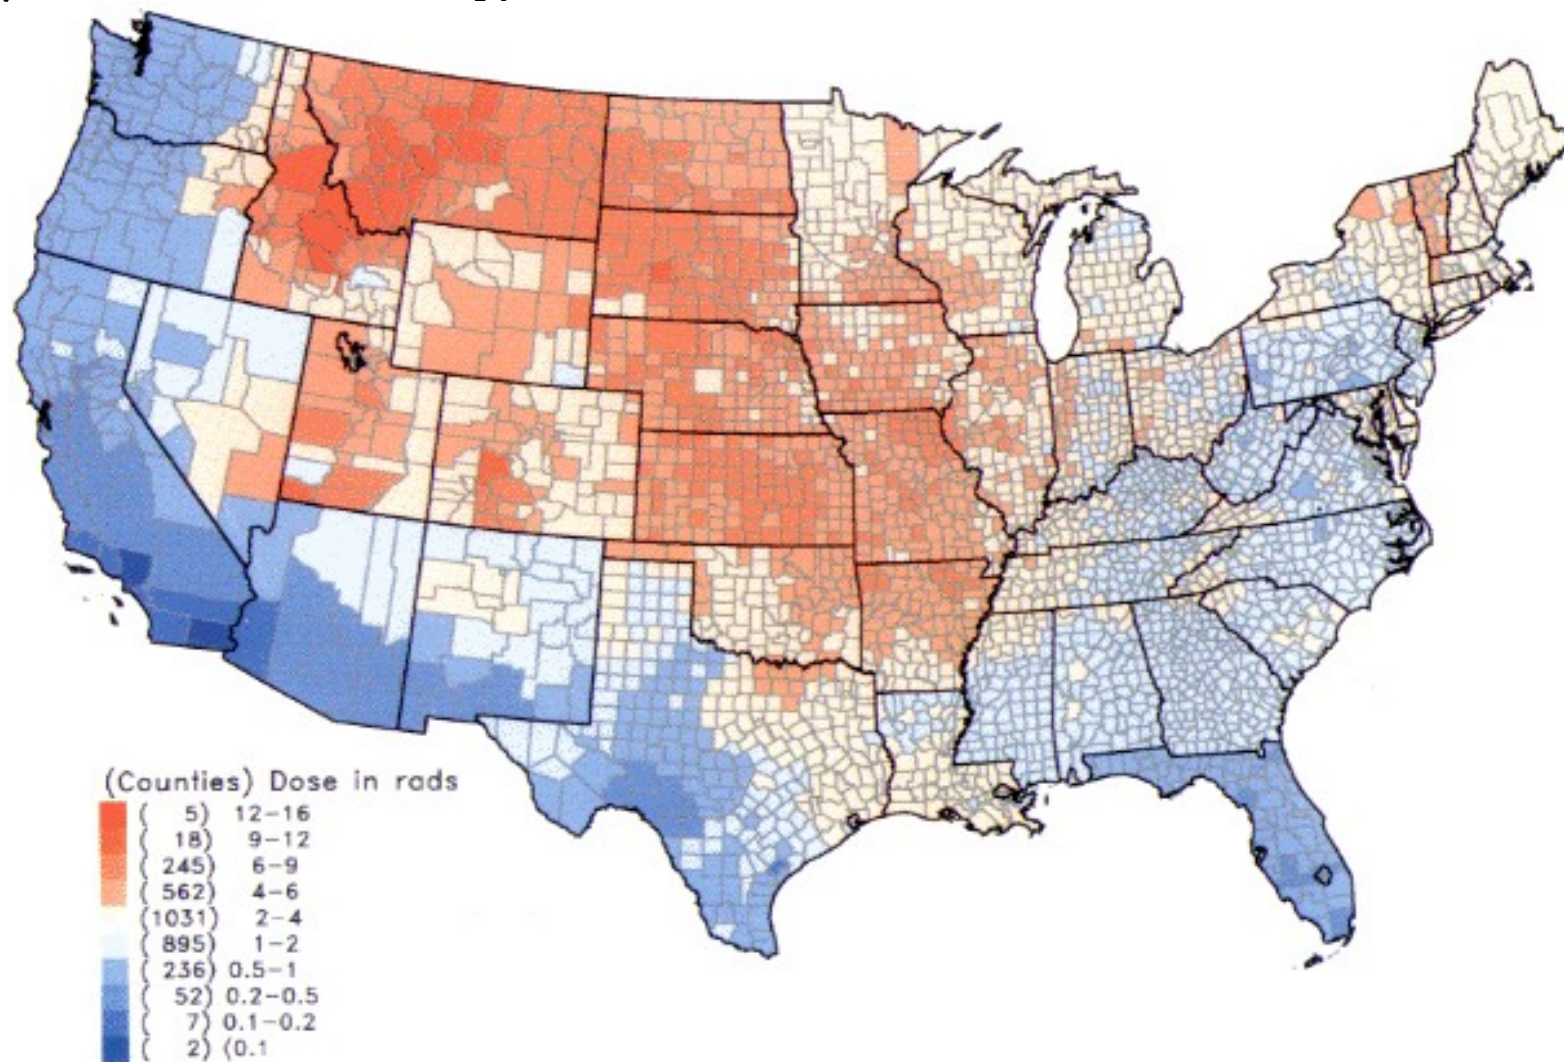 (Counties) Dose in rads
( 5) 12-16
( 18) 9-12
( 245) 6-9
( 562) 4-6
(1031) 2-4
( 895) 1-2
( 236) 0.5-1
( 52) 0.2-0.5
( 7) 0.1-0.2
( 2) (0.1